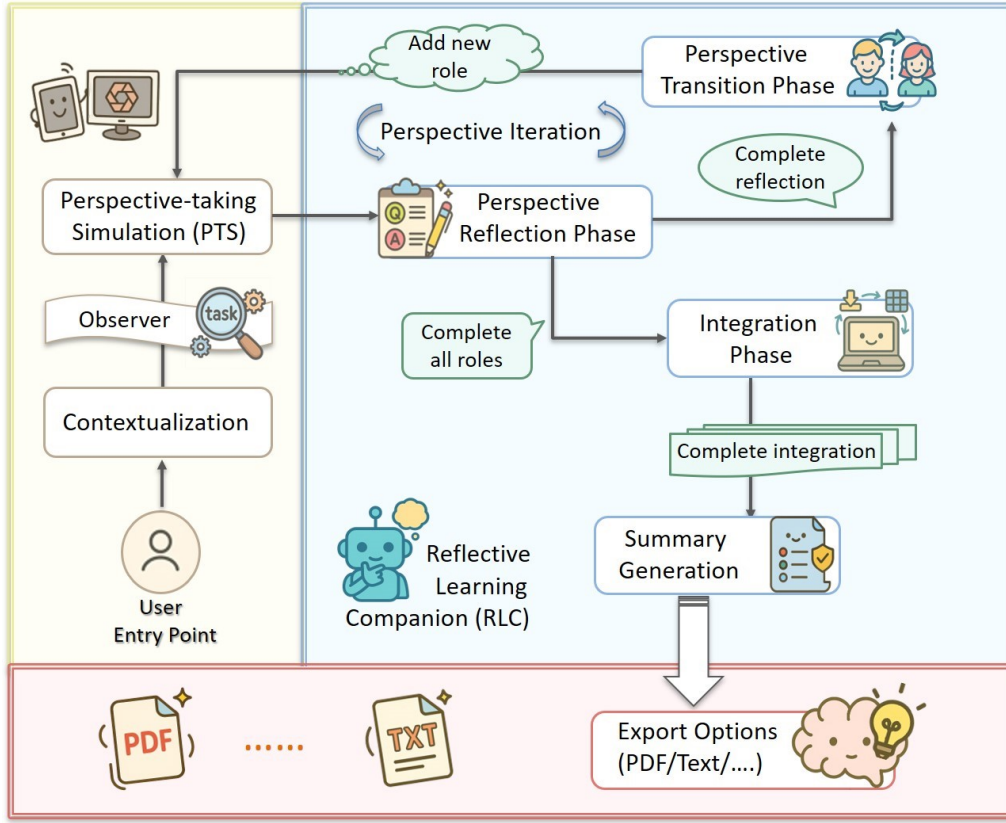 Add new
role
Perspective
Transition Phase
Perspective Iteration
Complete
reflection
Perspective-taking
Simulation (PTS)
Q
A
Perspective
Reflection Phase
Observer
task
Complete
all roles
Integration
Phase
Contextualization
Complete integration
Summary
Generation
Reflective
Learning
Companion (RLC)
User
Entry Point
PDF
......
TXT
Export Options
(PDF/Text/....)